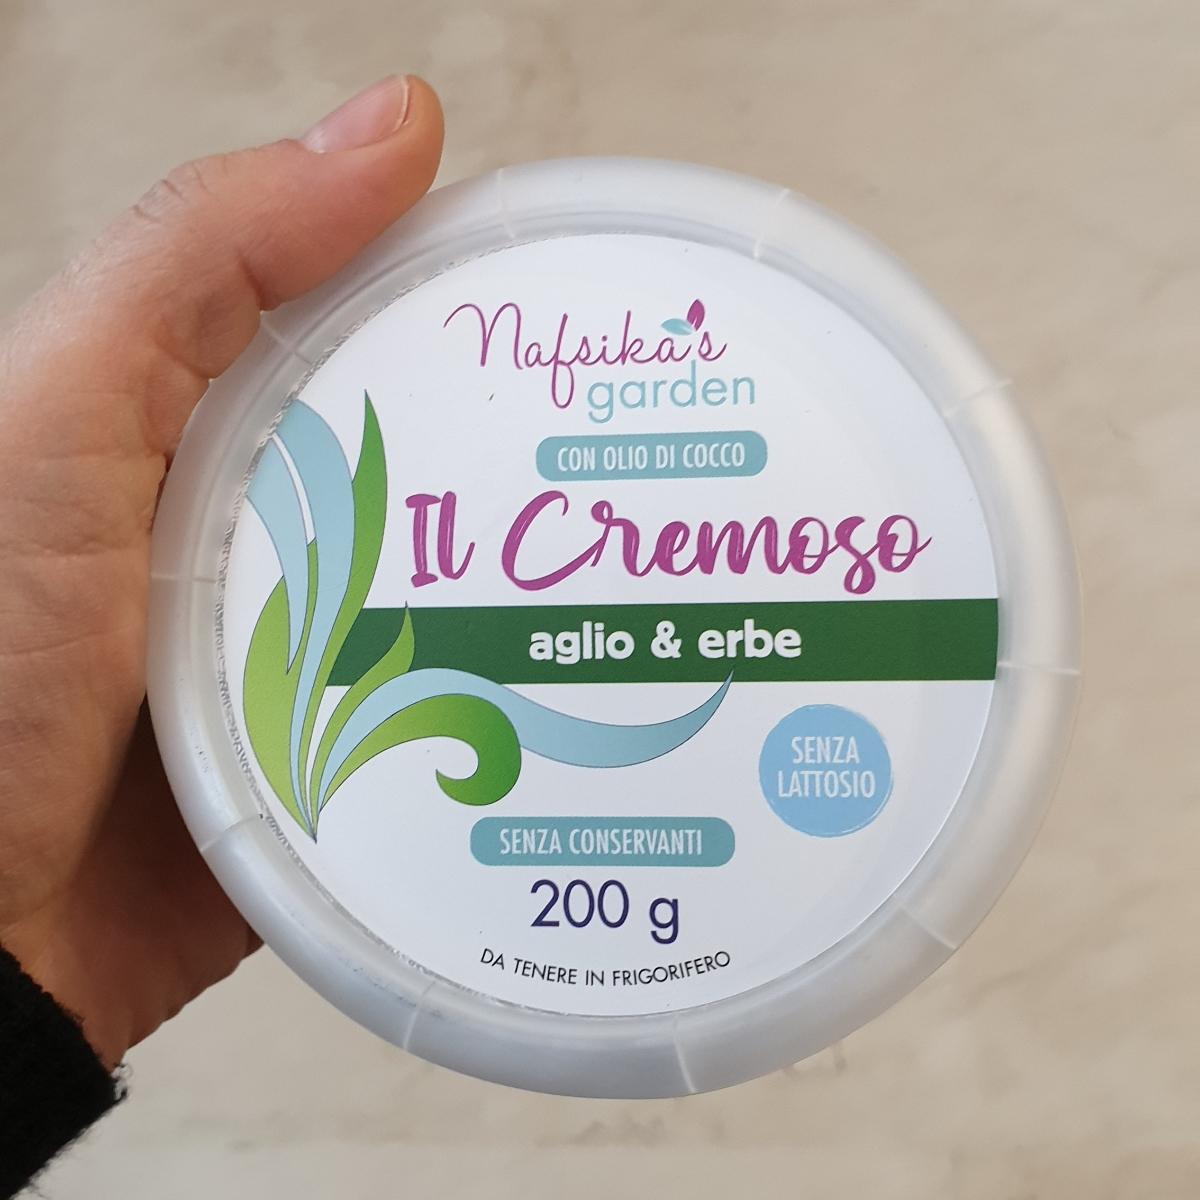 Nafsika's
garden
CON OLIO DI COCCO
Il Cremoso
aglio & erbe
SENZA
LATTOSIO
SENZA CONSERVANTI
200 g
DA TENERE IN FRIGORIFERO